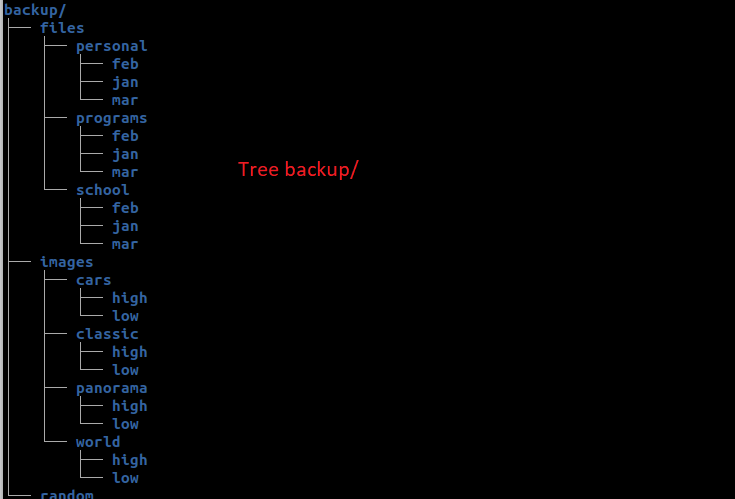 backup/
files
personal
feb
jan
mar
programs
feb
jan
mar
Tree backup/
school
feb
jan
mar
images
cars
high
low
classic
high
low
panorama
high
low
world
high
low
random